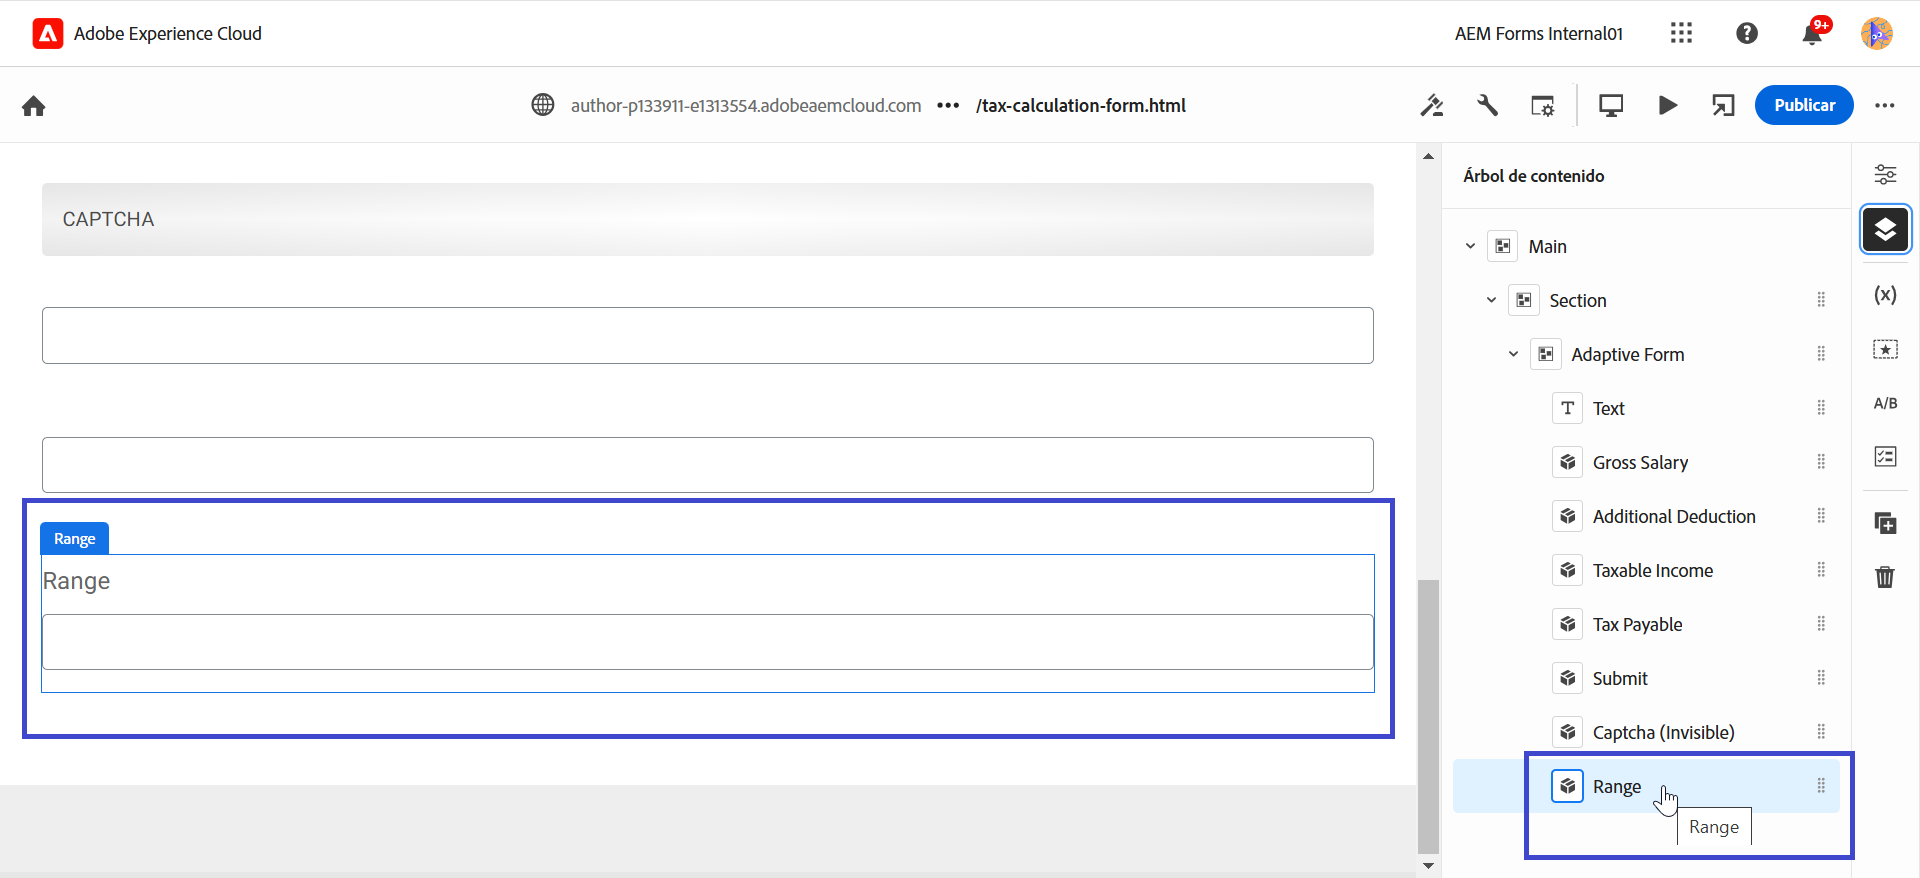 Adobe Experience Cloud
AEM Forms Internal01
9+
author-p133911-e1313554.adobeaemcloud.com ••• /tax-calculation-form.html
Publicar
CAPTCHA
Range
Range
Árbol de contenido
Main
Section
Adaptive Form
T Text
Gross Salary
Additional Deduction
Taxable Income
Tax Payable
Submit
Captcha (Invisible)
Range
Range
(x)
A/B